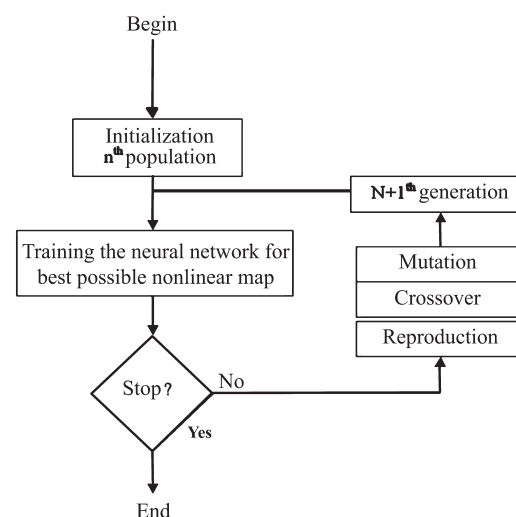 Begin
Initialization
nth population
N+1th generation
Training the neural network for
best possible nonlinear map
Mutation
Crossover
Reproduction
Stop?
No
Yes
End